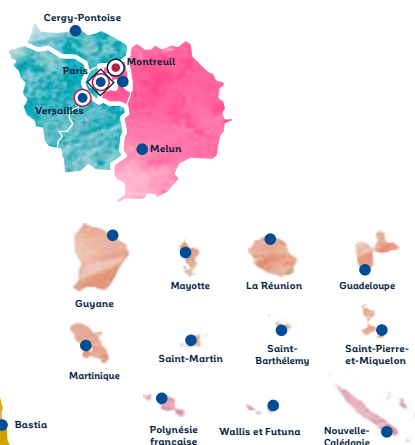 Cergy-Pontoise
Montreuil
Paris
Versailles
Melun
Guyane
Mayotte
La Réunion
Guadeloupe
Martinique
Saint-Martin
Saint-
Barthélemy
Saint-Pierre-
et-Miquelon
Bastia
Polynésie
française
Wallis et Futuna
Nouvelle-
Calédonie